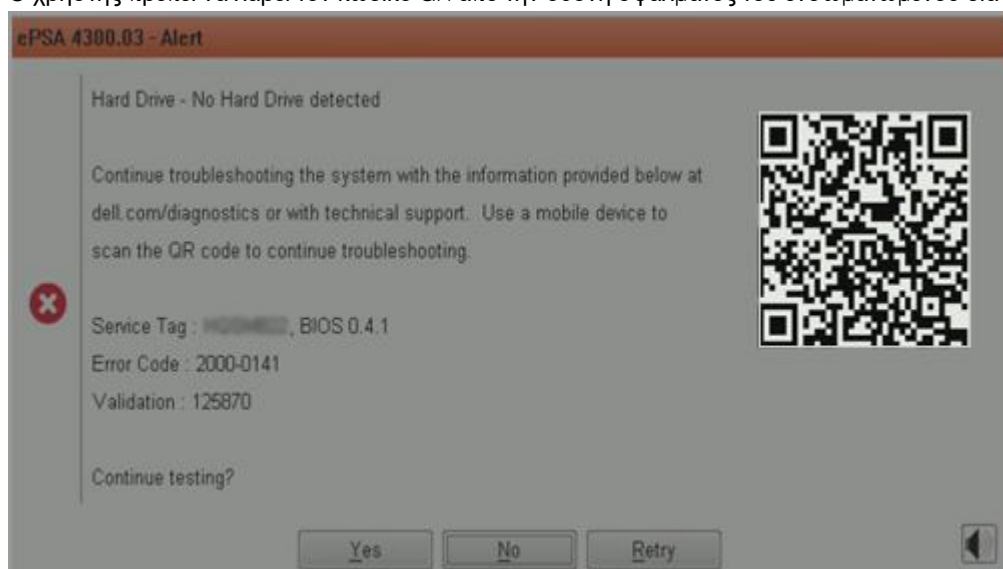 ePSA 4300.03 - Alert
Hard Drive - No Hard Drive detected
Continue troubleshooting the system with the information provided below at
dell.com/diagnostics or with technical support. Use a mobile device to
scan the QR code to continue troubleshooting.
Service Tag : , BIOS 0.4.1
Error Code : 2000-0141
Validation : 125870
Continue testing?
Yes
No
Retry